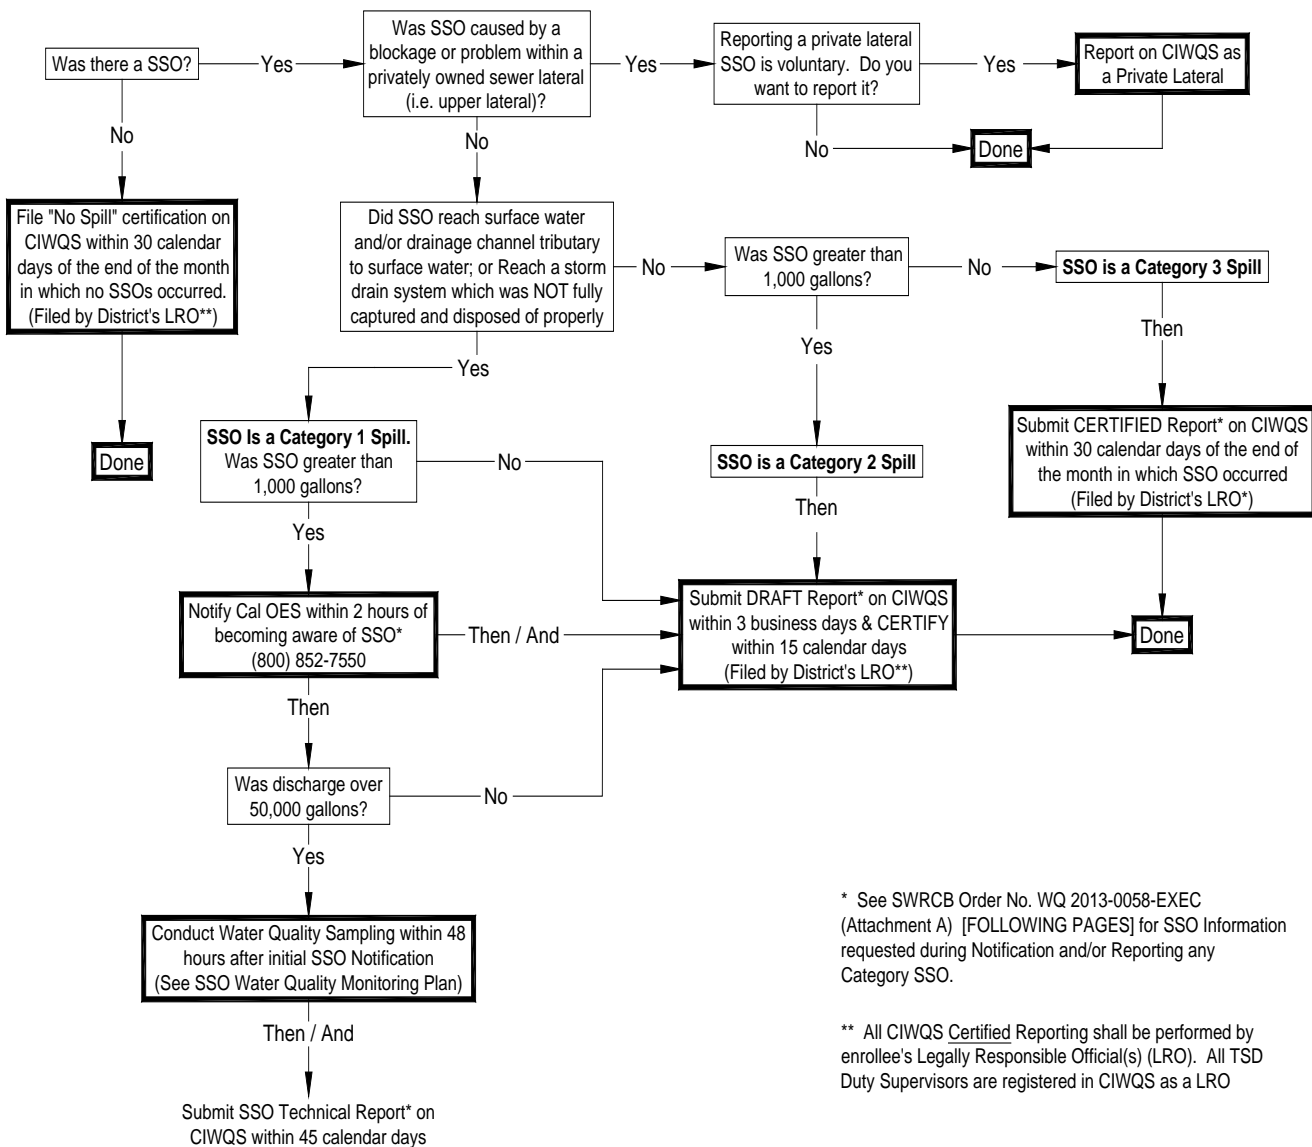 Was there a SSO?
Yes
Was SSO caused by a
blockage or problem within a
privately owned sewer lateral
(i.e. upper lateral)?
Yes
Reporting a private lateral
SSO is voluntary. Do you
want to report it?
Yes
Report on CIWQS as
a Private Lateral
No
No
No
Done
File "No Spill" certification on
CIWQS within 30 calendar
days of the end of the month
in which no SSOs occurred.
(Filed by District's LRO**)
Did SSO reach surface water
and/or drainage channel tributary
to surface water; or Reach a storm
drain system which was NOT fully
captured and disposed of properly
No
Was SSO greater than
1,000 gallons?
No
SSO is a Category 3 Spill
Then
Yes
Yes
Done
SSO Is a Category 1 Spill.
Was SSO greater than
1,000 gallons?
No
SSO is a Category 2 Spill
Submit CERTIFIED Report* on CIWQS
within 30 calendar days of the end of
the month in which SSO occurred
(Filed by District's LRO*)
Yes
Then
Notify Cal OES within 2 hours of
becoming aware of SSO*
(800) 852-7550
Then / And
Submit DRAFT Report* on CIWQS
within 3 business days & CERTIFY
within 15 calendar days
(Filed by District's LRO**)
Done
Then
Was discharge over
50,000 gallons?
No
Yes
Conduct Water Quality Sampling within 48
hours after initial SSO Notification
(See SSO Water Quality Monitoring Plan)
Then / And
Submit SSO Technical Report* on
CIWQS within 45 calendar days
* See SWRCB Order No. WQ 2013-0058-EXEC
(Attachment A) [FOLLOWING PAGES] for SSO Information
requested during Notification and/or Reporting any
Category SSO.
** All CIWQS Certified Reporting shall be performed by
enrollee's Legally Responsible Official(s) (LRO). All TSD
Duty Supervisors are registered in CIWQS as a LRO